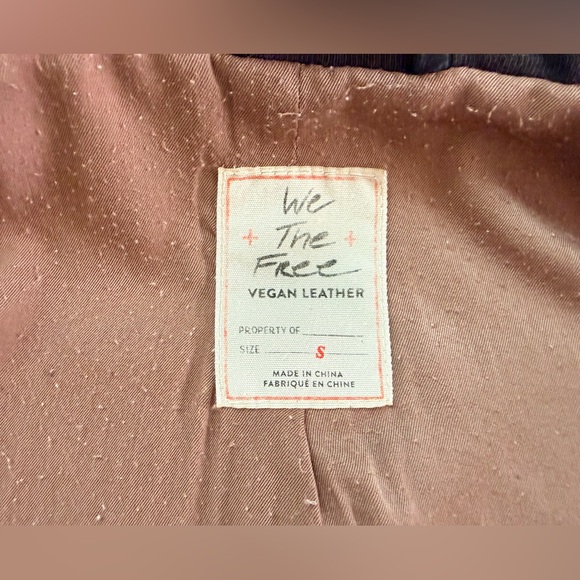 We
+ The +
Free
VEGAN LEATHER
PROPERTY OF
SIZE S
MADE IN CHINA
FABRIQUÉ EN CHINE